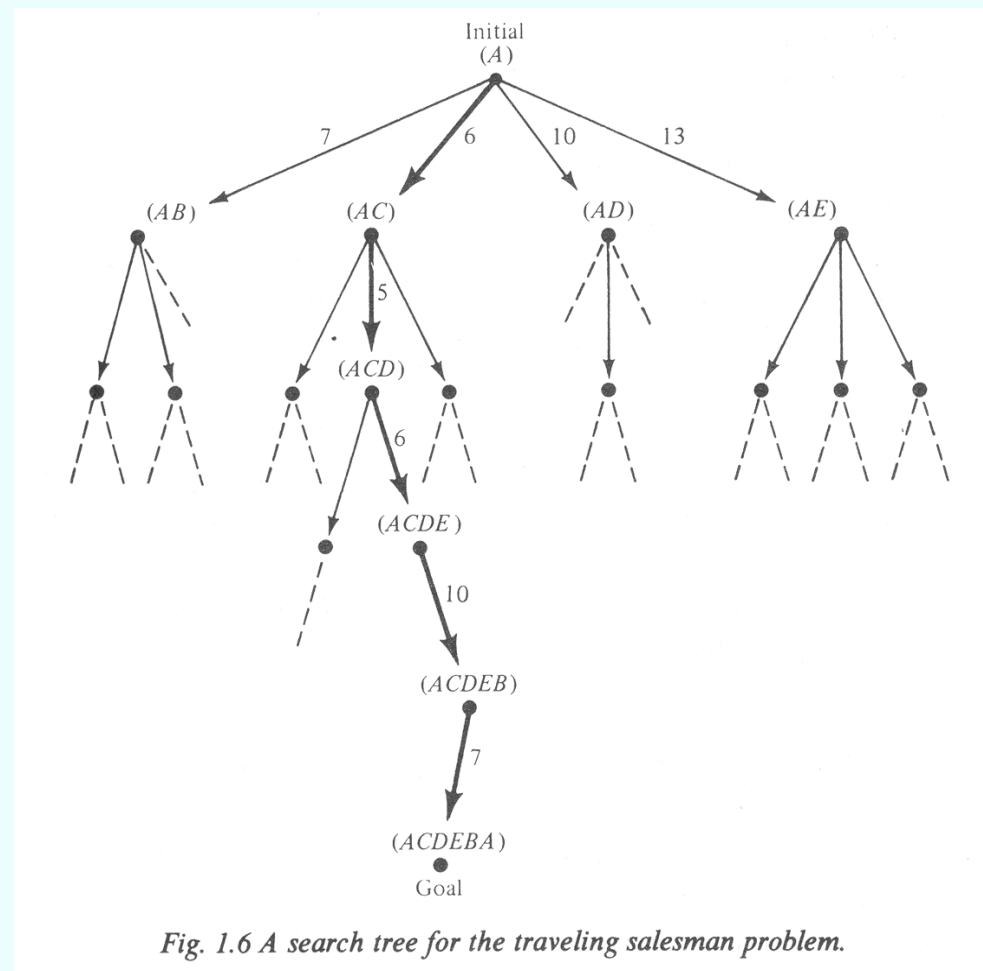 Initial
(A)
7
6
10
13
(AB)
(AC)
(AD)
(AE)
5
(ACD)
6
(ACDE)
10
(ACDEB)
7
(ACDEBA)
Goal
Fig. 1.6 A search tree for the traveling salesman problem.